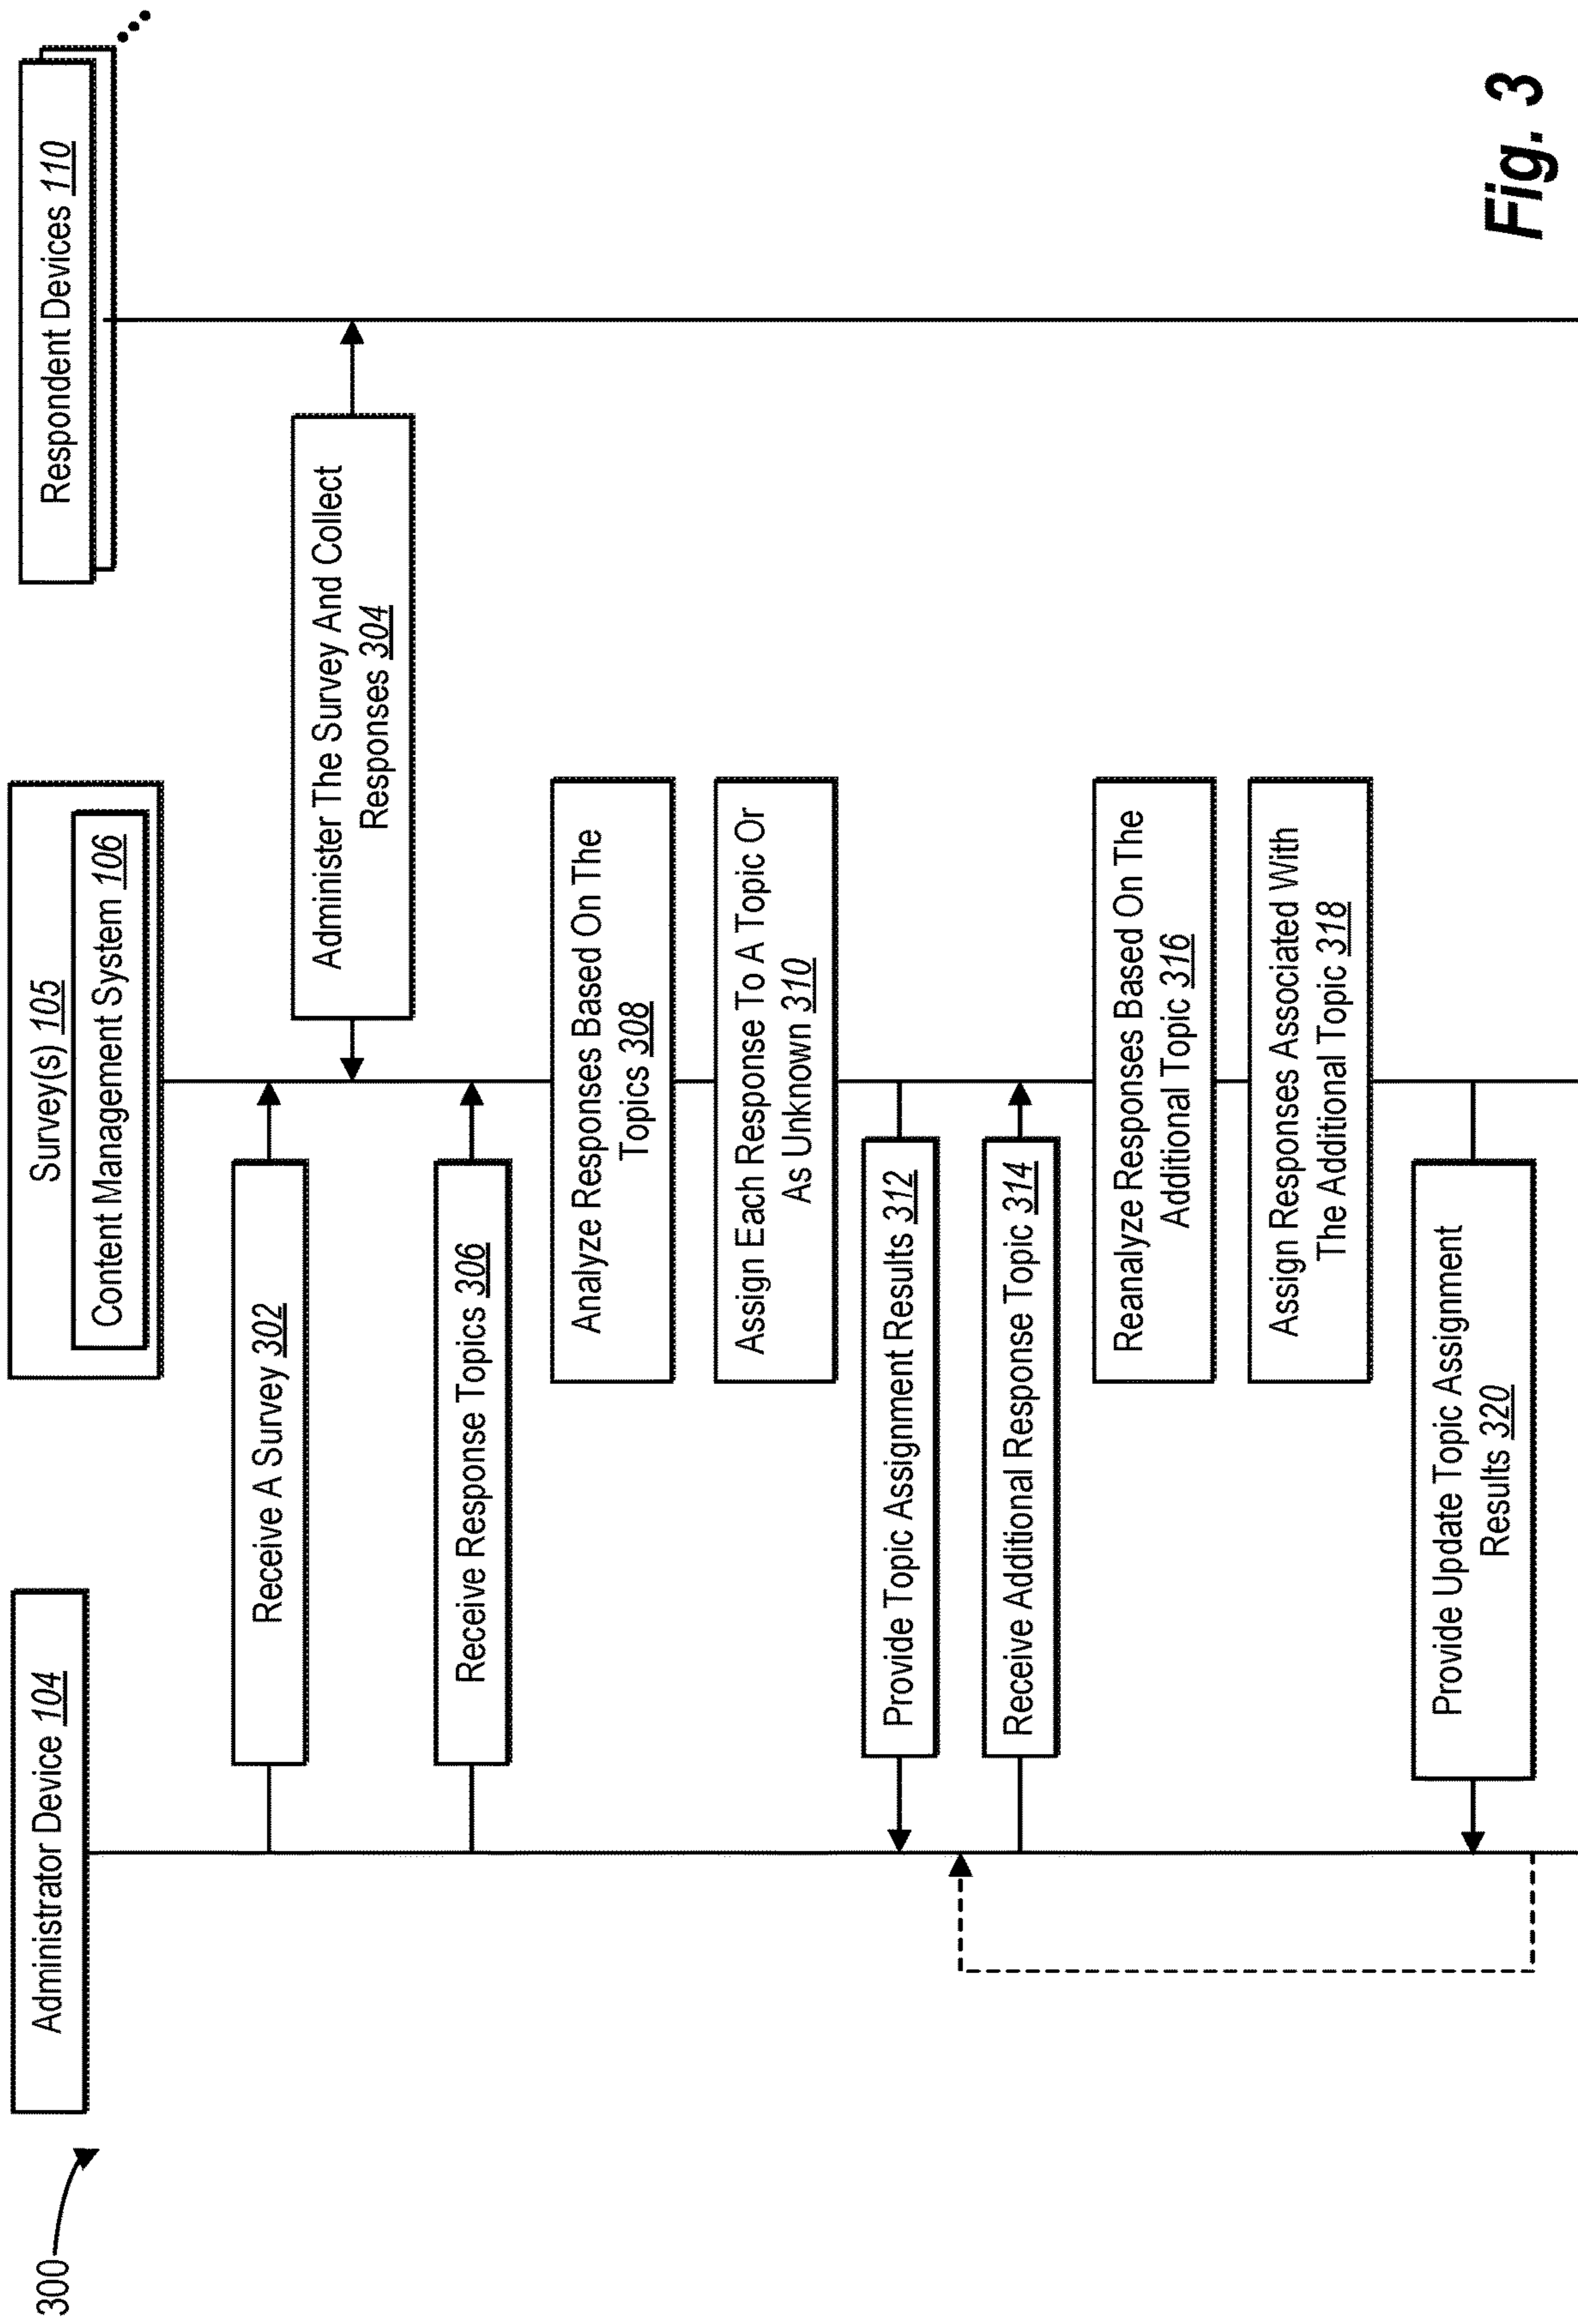 300
Administrator Device 104
Survey(s) 105
Content Management System 106
Respondent Devices 110
Receive A Survey 302
Administer The Survey And Collect
Responses 304
Receive Response Topics 306
Analyze Responses Based On The
Topics 308
Assign Each Response To A Topic Or
As Unknown 310
Provide Topic Assignment Results 312
Receive Additional Response Topic 314
Reanalyze Responses Based On The
Additional Topic 316
Assign Responses Associated With
The Additional Topic 318
Provide Update Topic Assignment
Results 320
Fig. 3